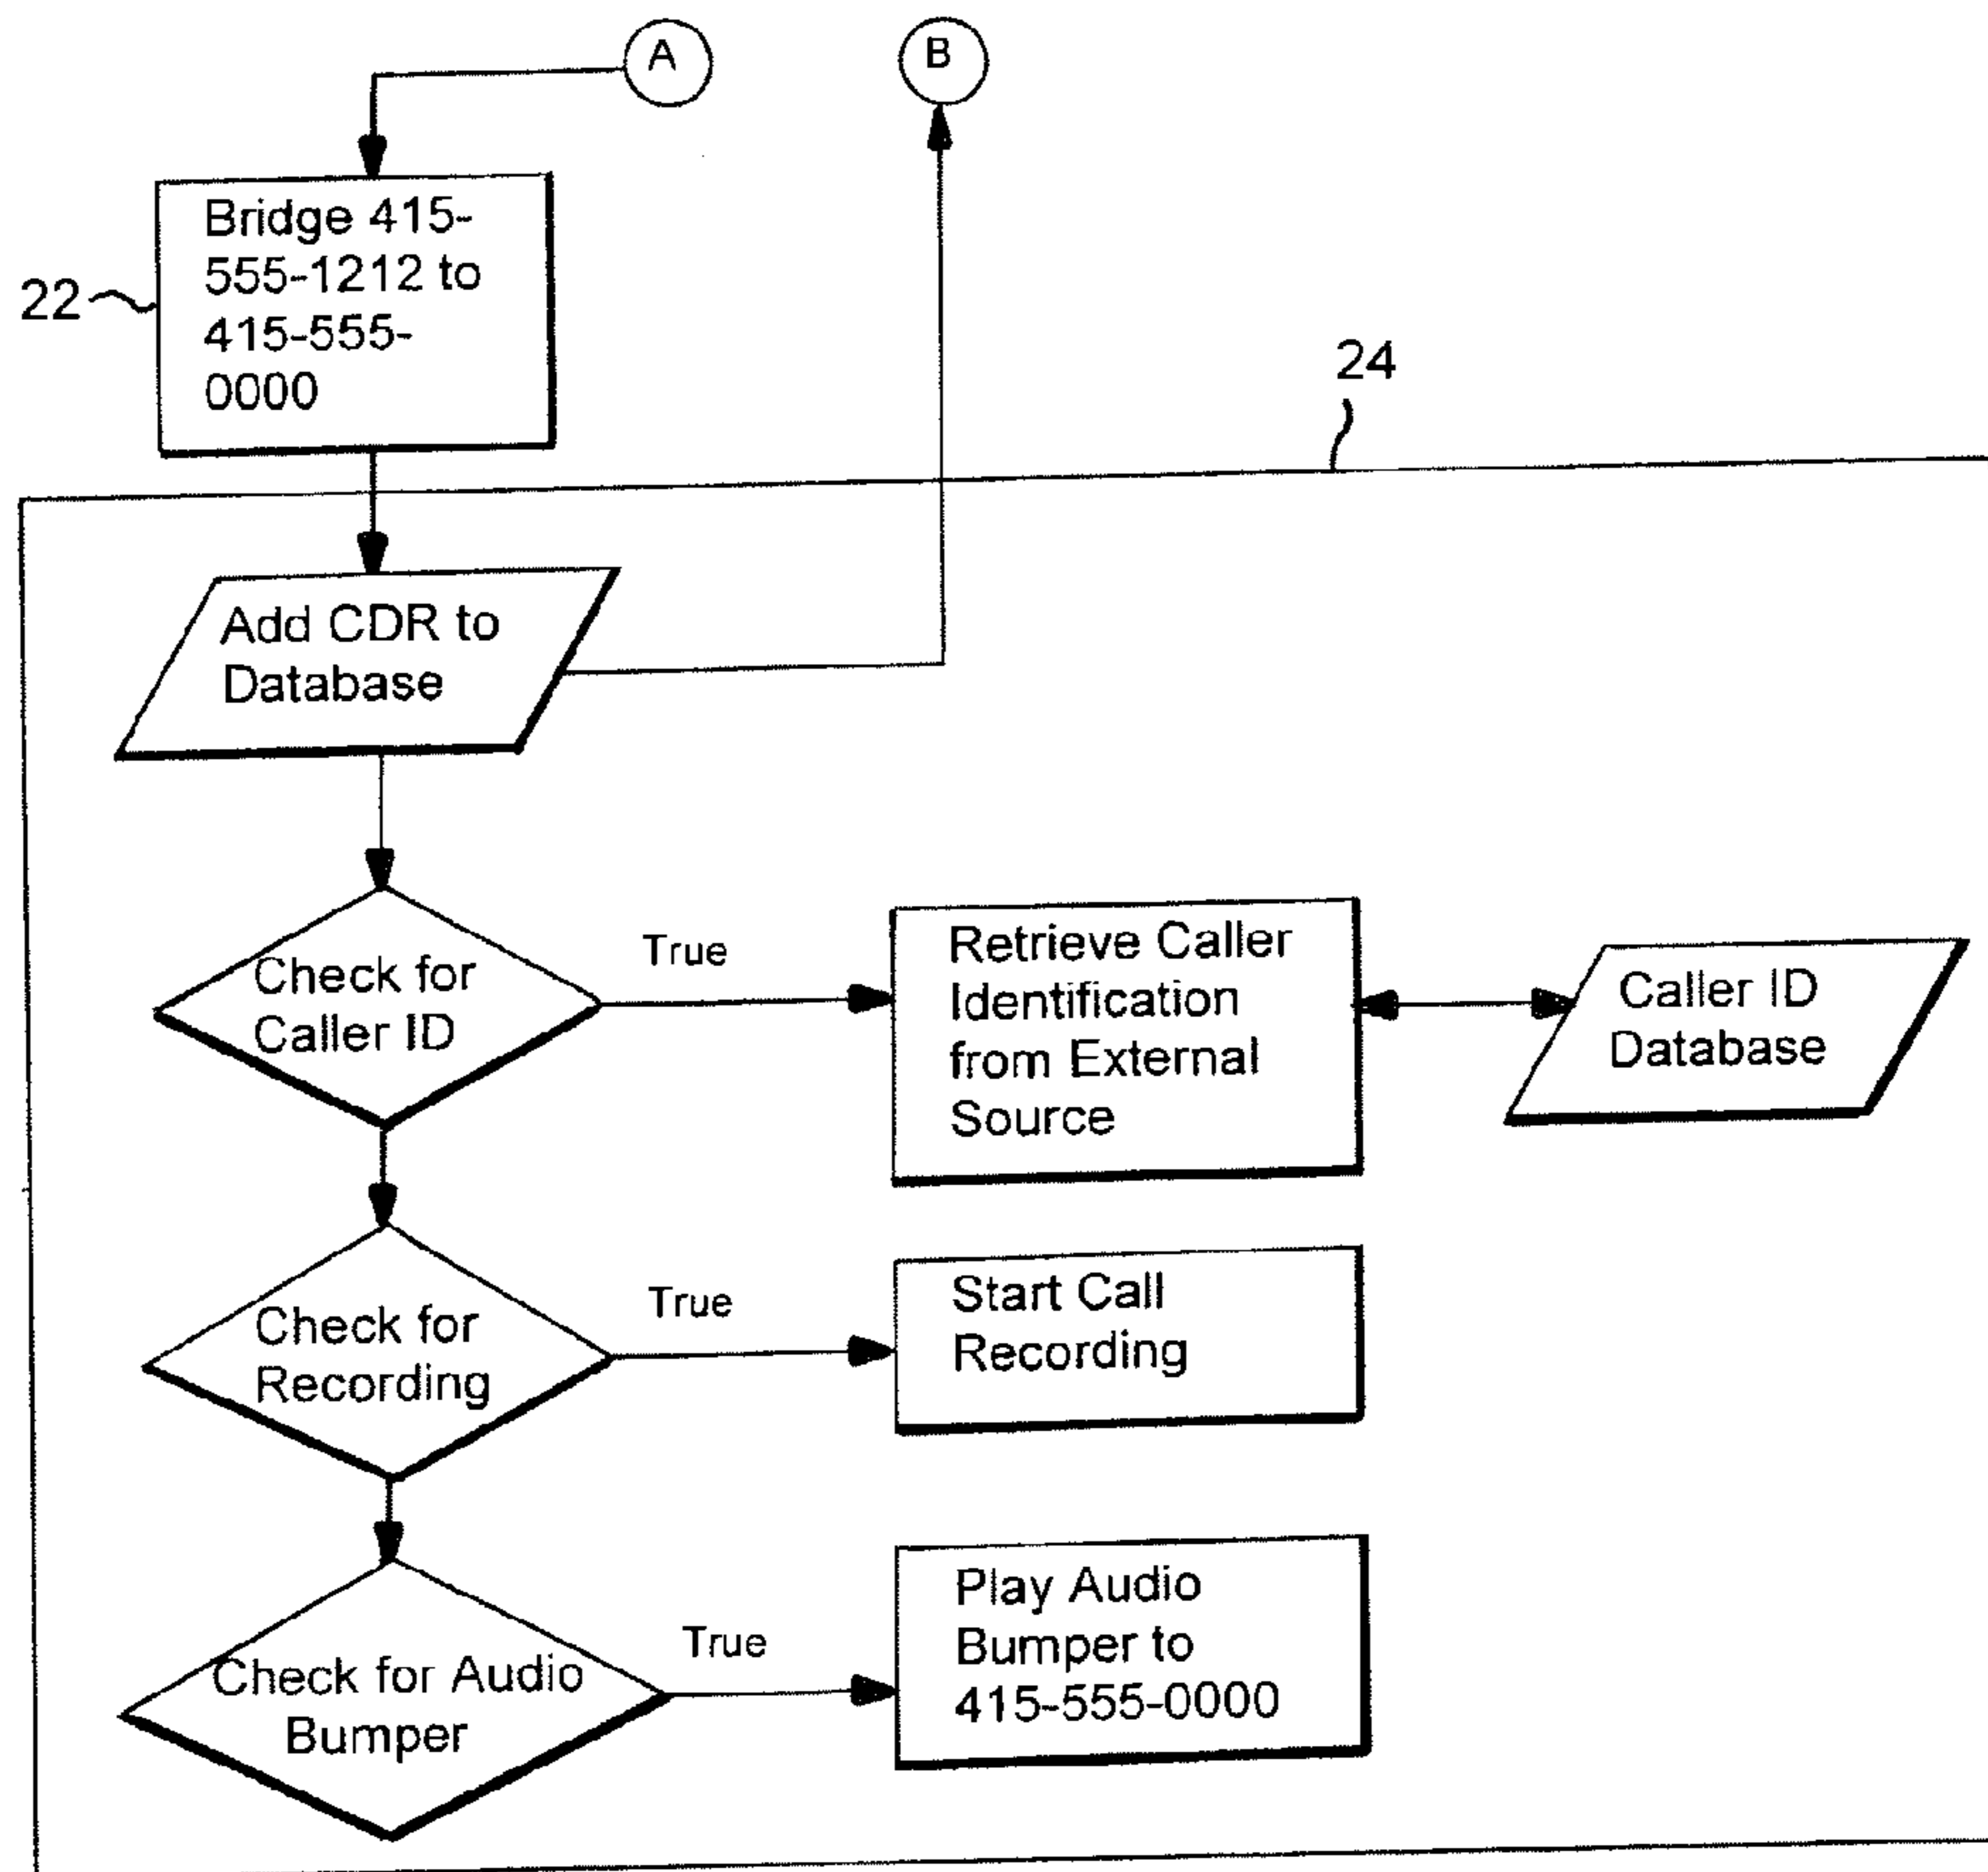 A
B
Bridge 415-
555-1212 to
415-555-
0000
22
24
Add CDR to
Database
Check for
Caller ID
True
Retrieve Caller
Identification
from External
Source
Caller ID
Database
Check for
Recording
True
Start Call
Recording
Check for Audio
Bumper
True
Play Audio
Bumper to
415-555-0000